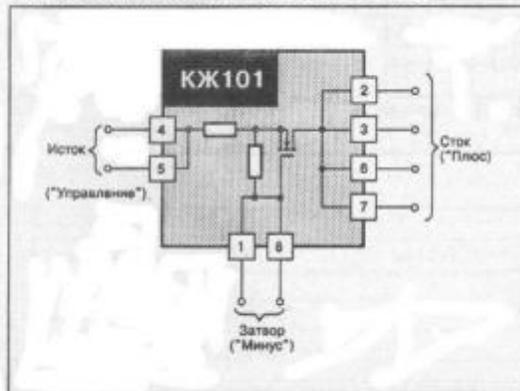 КЖ101
2
4
3
Исток
Сток
("Плюс")
5
6
("Управление")
7
1
8
Затвор
("Минус")